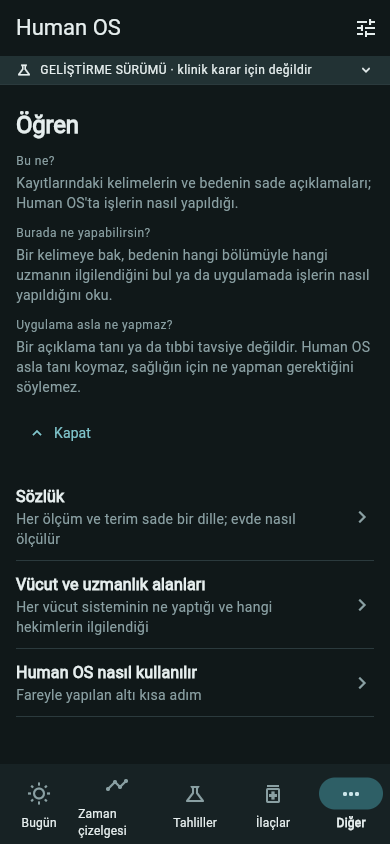 Human OS
GELİŞTİRME SÜRÜMÜ · klinik karar için değildir
Öğren
Bu ne?
Kayıtlarındaki kelimelerin ve bedenin sade açıklamaları;
Human OS'ta işlerin nasıl yapıldığı.
Burada ne yapabilirsin?
Bir kelimeye bak, bedenin hangi bölümüyle hangi
uzmanın ilgilendiğini bul ya da uygulamada işlerin nasıl
yapıldığını oku.
Uygulama asla ne yapmaz?
Bir açıklama tanı ya da tıbbi tavsiye değildir. Human OS
asla tanı koymaz, sağlığın için ne yapman gerektiğini
söylemez.
Kapat
Sözlük
Her ölçüm ve terim sade bir dille; evde nasıl
ölçülür
Vücut ve uzmanlık alanları
Her vücut sisteminin ne yaptığı ve hangi
hekimlerin ilgilendiği
Human OS nasıl kullanılır
Fareyle yapılan altı kısa adım
Bugün
Zaman
çizelgesi
Tahliller
İlaçlar
Diğer